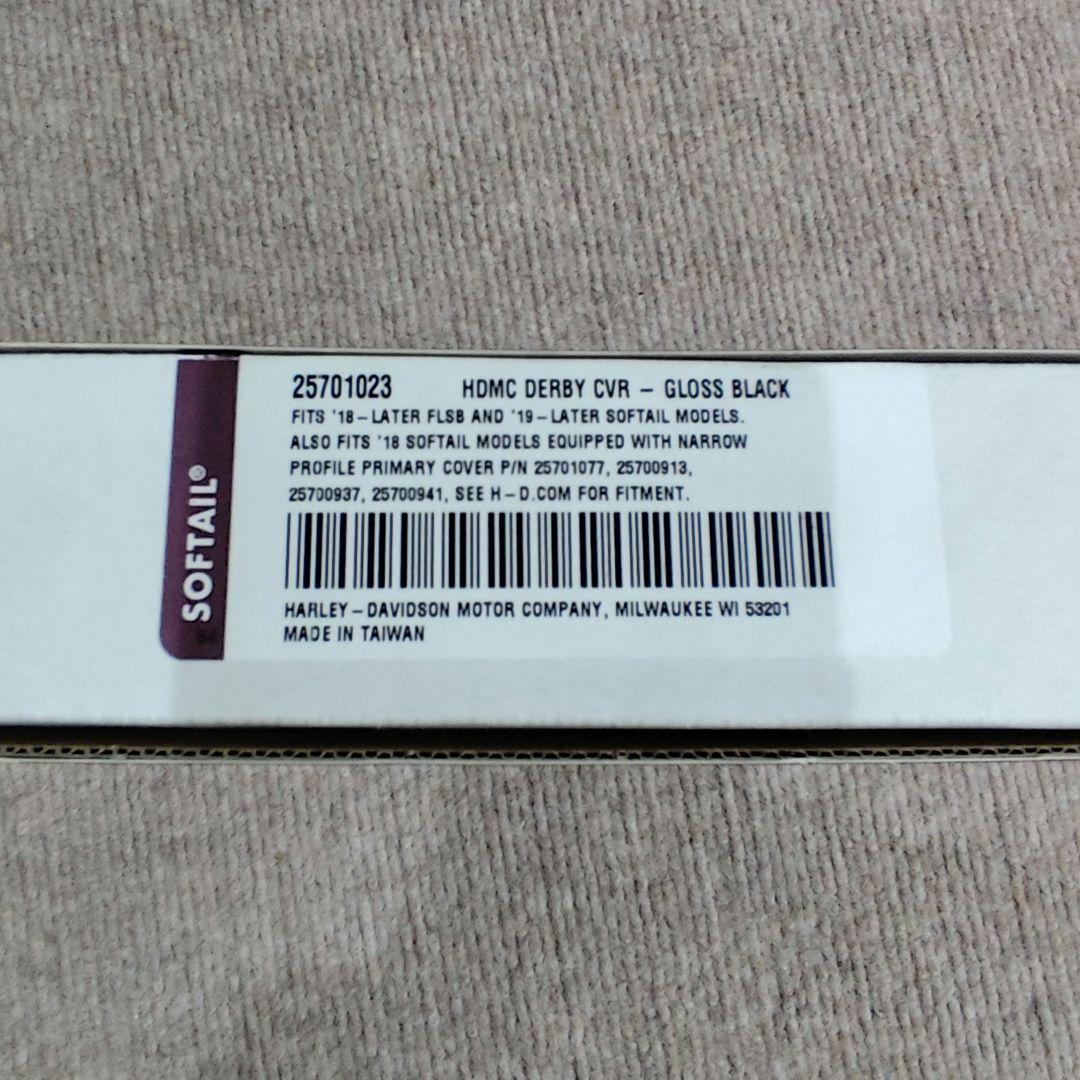 25701023 HDMC DERBY CVR – GLOSS BLACK
FITS '18–LATER FLSB AND '19–LATER SOFTAIL MODELS.
ALSO FITS '18 SOFTAIL MODELS EQUIPPED WITH NARROW
PROFILE PRIMARY COVER P/N 25701077, 25700913,
25700937, 25700941, SEE H–D.COM FOR FITMENT.
HARLEY–DAVIDSON MOTOR COMPANY, MILWAUKEE WI 53201
MADE IN TAIWAN
SOFTAIL®